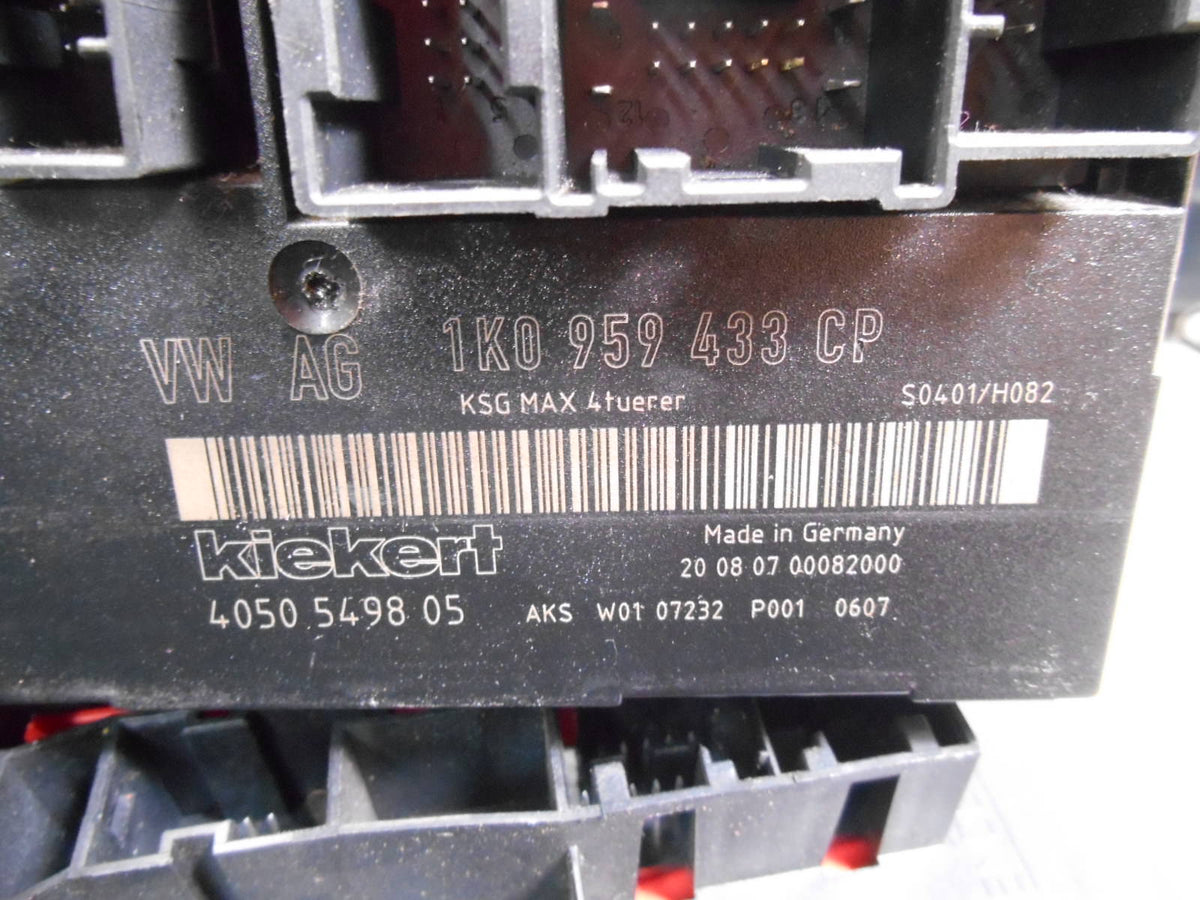 VW AG 1K0 959 433 CP
KSG MAX 4tuerer S0401/H082
kiekert
Made in Germany
20 08 07 00082000
4050 5498 05 AKS W01 07232 P001 0607